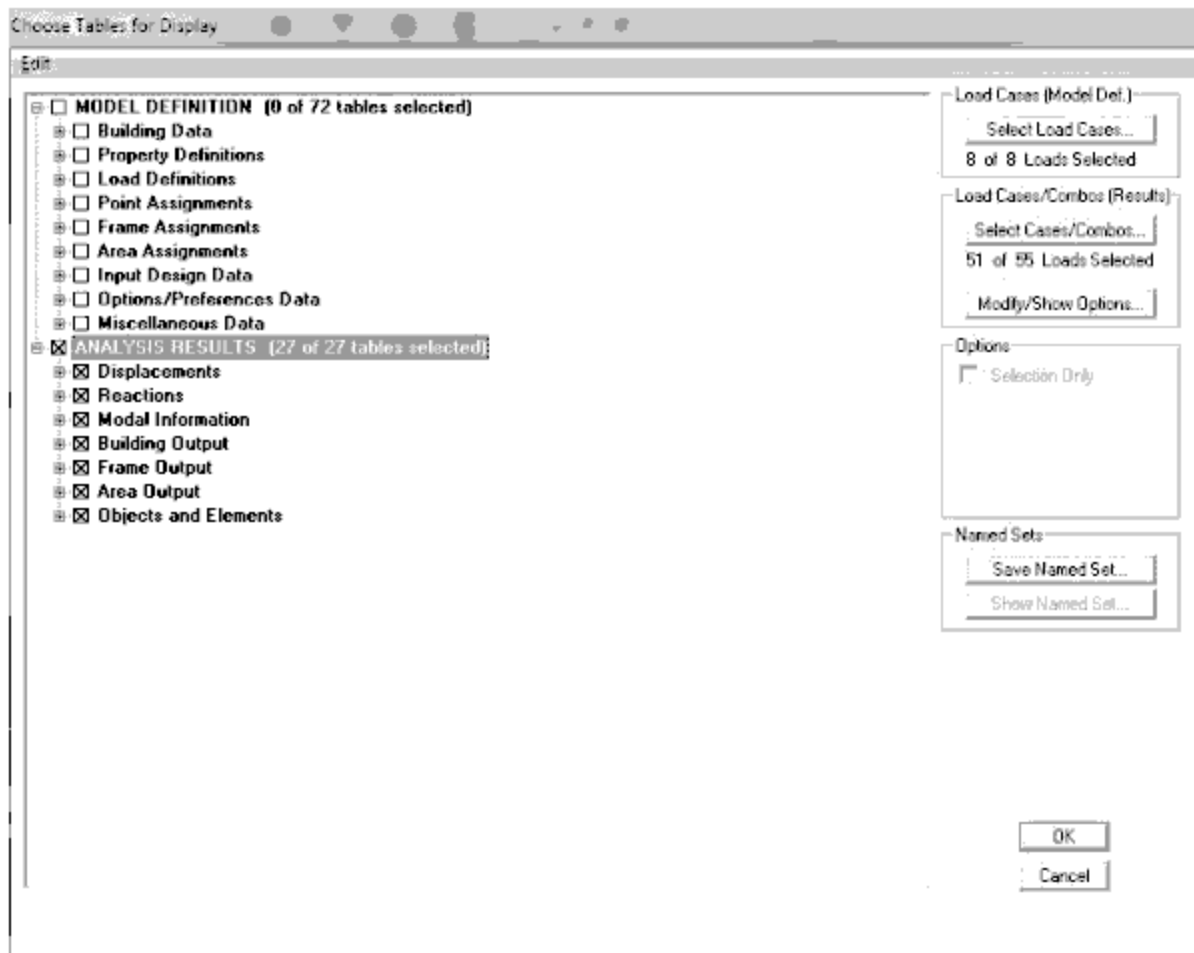 Choose Tables for Display
Edit
MODEL DEFINITION (0 of 72 tables selected)
Building Data
Property Definitions
Load Definitions
Point Assignments
Frame Assignments
Area Assignments
Input Design Data
Options/Preferences Data
Miscellaneous Data
ANALYSIS RESULTS (27 of 27 tables selected)
Displacements
Reactions
Modal Information
Building Output
Frame Output
Area Output
Objects and Elements
Load Cases (Model Def.)
Select Load Cases...
8 of 8 Loads Selected
Load Cases/Combos (Results)
Select Cases/Combos...
51 of 55 Loads Selected
Modify/Show Options...
Options
Selection Only
Named Sets
Save Named Set...
Show Named Set...
OK
Cancel